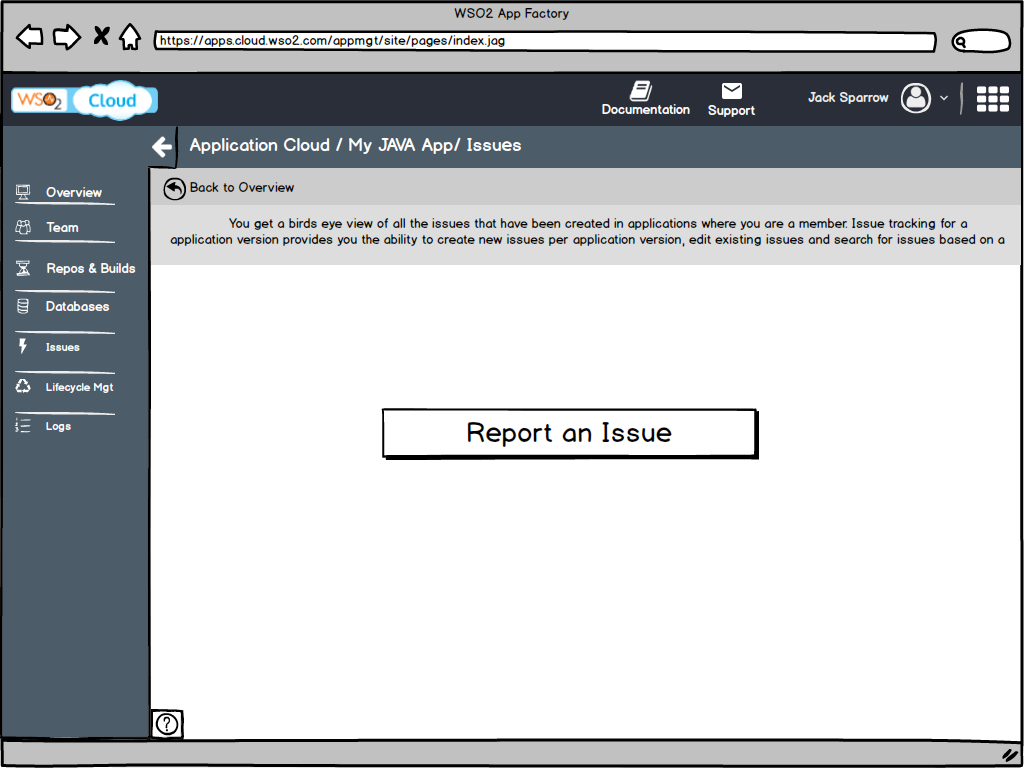 WSO2 App Factory
https://apps.cloud.wso2.com/appmgt/site/pages/index.jag
WSO2 Cloud
Documentation
Support
Jack Sparrow
Application Cloud / My JAVA App/ Issues
Back to Overview
You get a birds eye view of all the issues that have been created in applications where you are a member. Issue tracking for a
application version provides you the ability to create new issues per application version, edit existing issues and search for issues based on a
Overview
Team
Repos & Builds
Databases
Issues
Lifecycle Mgt
Logs
Report an Issue
?